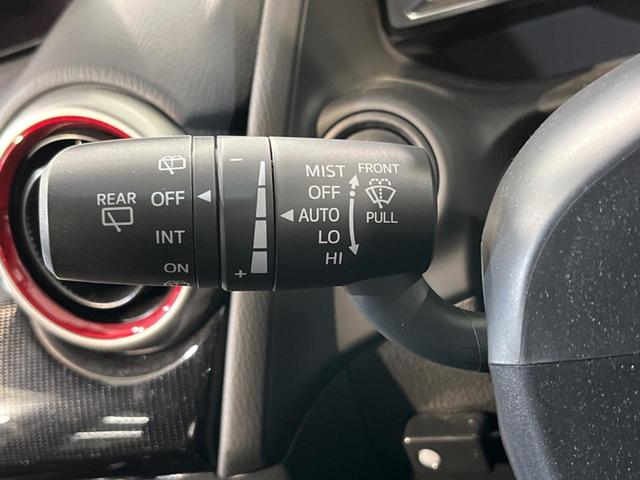 REAR
OFF
INT
ON
−
+
MIST
OFF
AUTO
LO
HI
FRONT
PULL